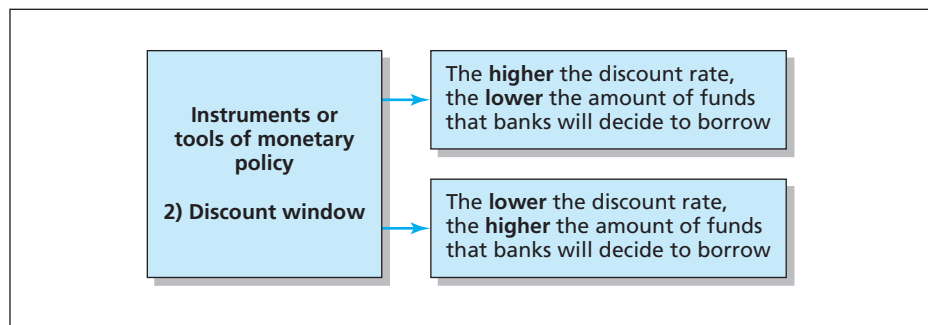 Instruments or
tools of monetary
policy
2) Discount window
The higher the discount rate,
the lower the amount of funds
that banks will decide to borrow
The lower the discount rate,
the higher the amount of funds
that banks will decide to borrow